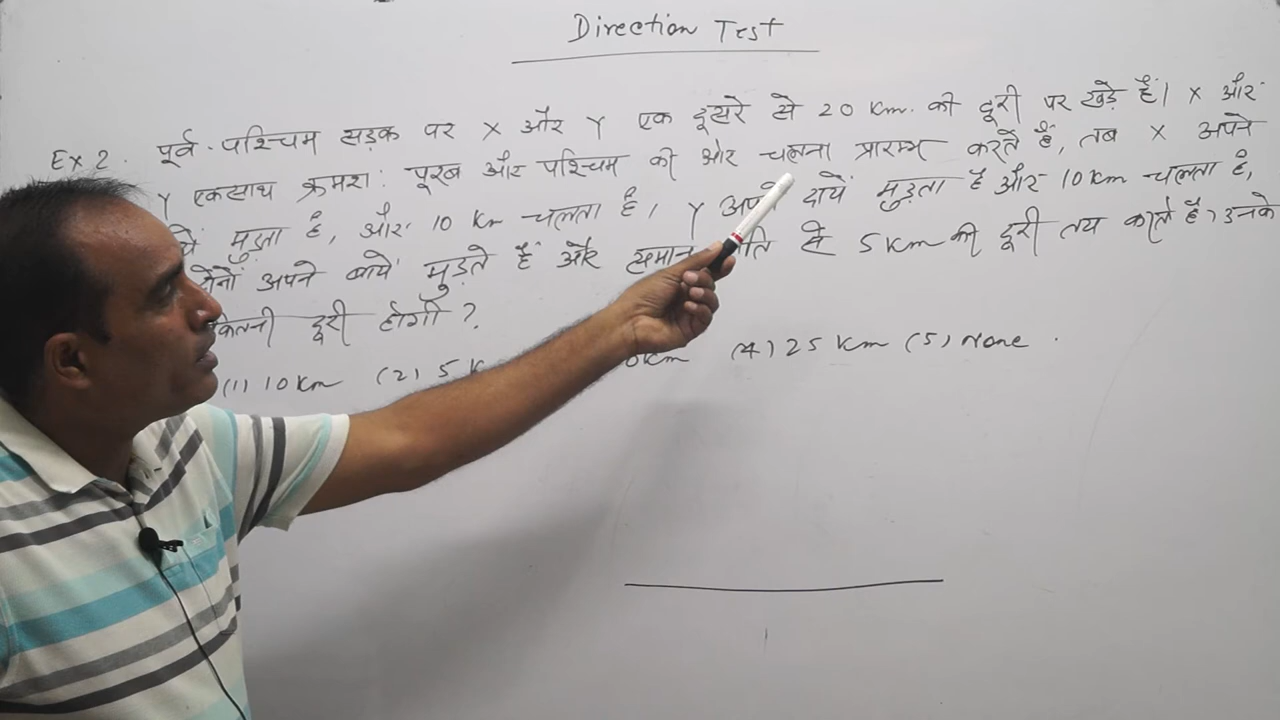 Direction Test
Ex 2. पूर्व-पश्चिम सड़क पर X और Y एक दूसरे से 20 Km. की दूरी पर खड़े हैं। X और
Y एकसाथ क्रमशः पूरब और पश्चिम की ओर चलना प्रारम्भ करते हैं, तब X अपने
मुड़ता है, और 10 Km चलता है। Y अपने दायें मुड़ता है और 10 Km चलता है,
अपने बायें मुड़ते हैं और समान से 5 Km की दूरी तय करते हैं, उनके
दूरी होगी ?
(1) 10 Km (2) 5 K (4) 25 Km (5) None .